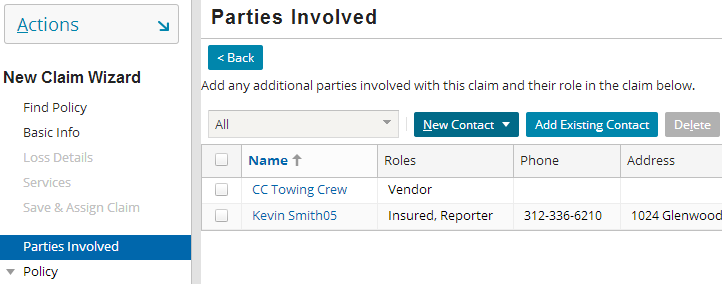 Actions
New Claim Wizard
Find Policy
Basic Info
Loss Details
Services
Save & Assign Claim
Parties Involved
Policy
Parties Involved
< Back
Add any additional parties involved with this claim and their role in the claim below.
All New Contact Add Existing Contact Delete
Name Roles Phone Address
CC Towing Crew Vendor
Kevin Smith05 Insured, Reporter 312-336-6210 1024 Glenwood